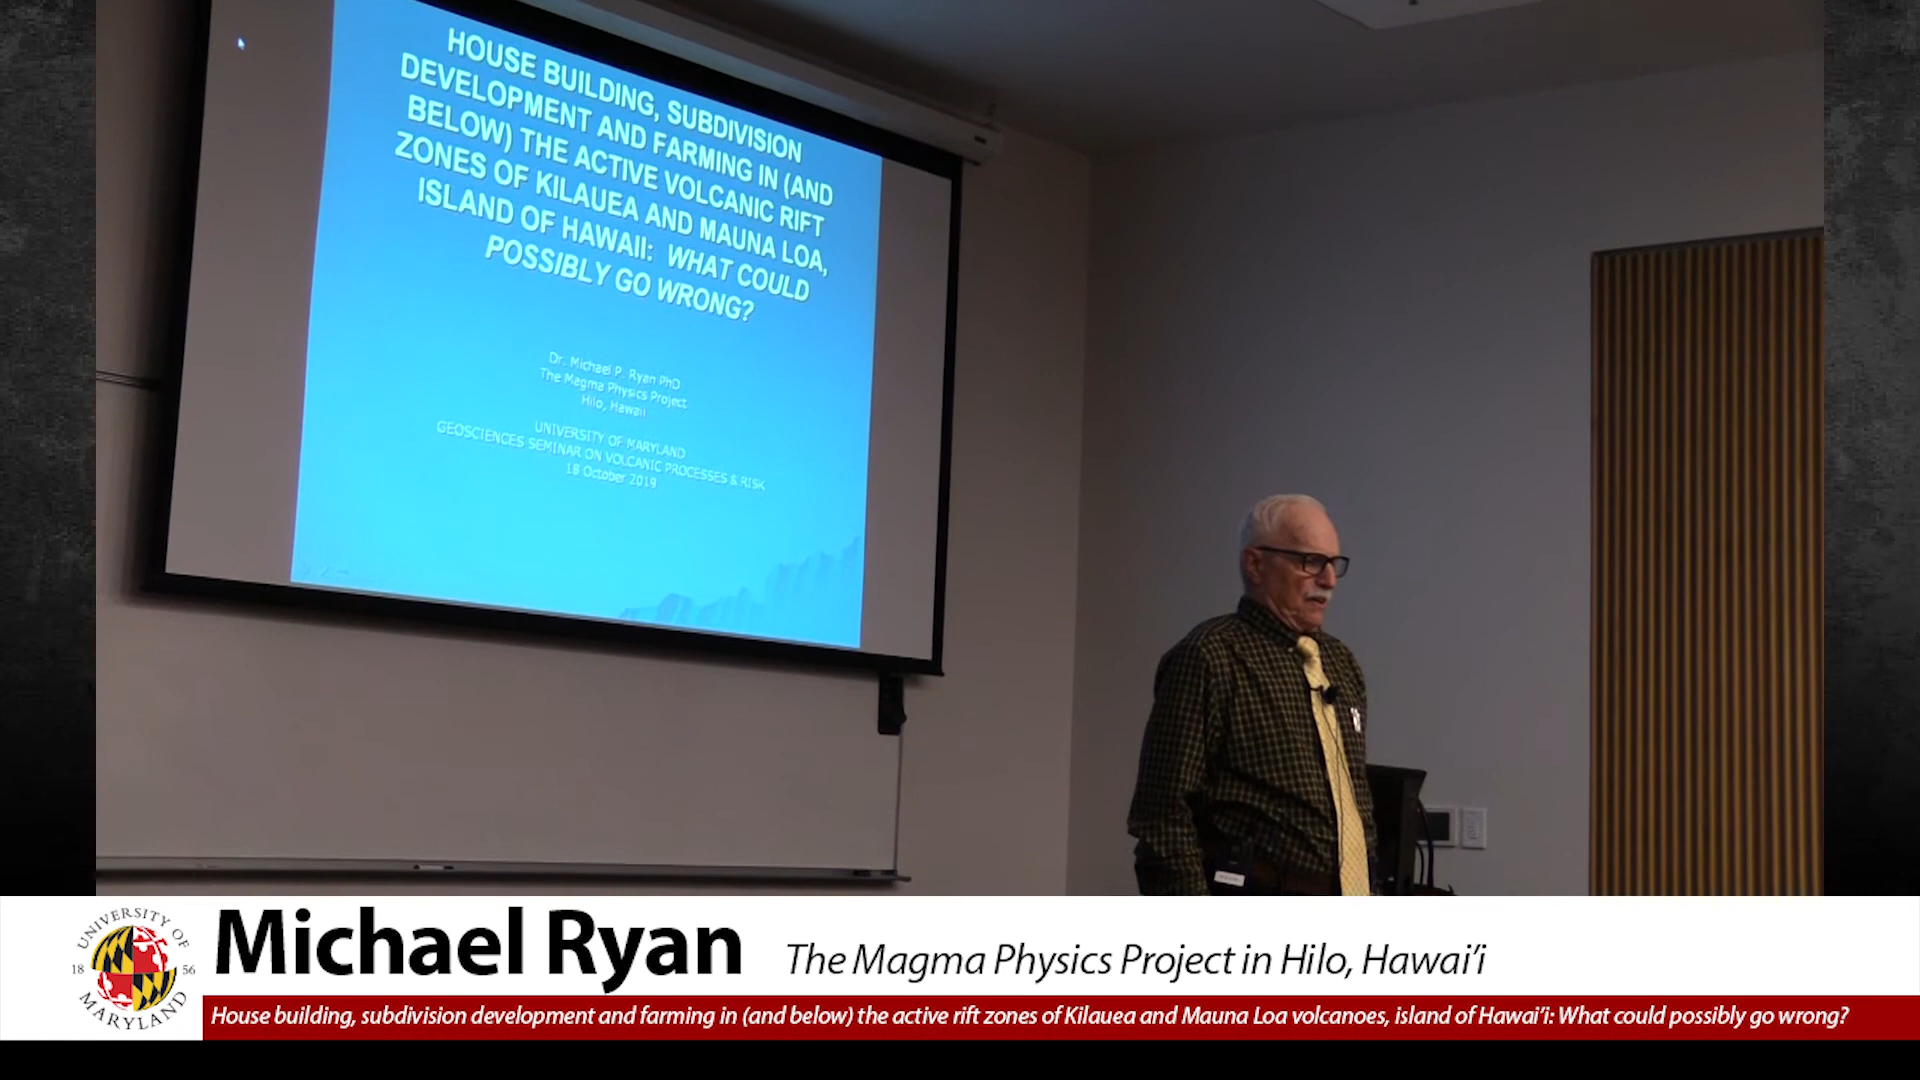 HOUSE BUILDING, SUBDIVISION
DEVELOPMENT AND FARMING IN (AND
BELOW) THE ACTIVE VOLCANIC RIFT
ZONES OF KILAUEA AND MAUNA LOA,
ISLAND OF HAWAII: WHAT COULD
POSSIBLY GO WRONG?
Dr. Michael P. Ryan PhD
The Magma Physics Project
Hilo, Hawaii
UNIVERSITY OF MARYLAND
GEOSCIENCES SEMINAR ON VOLCANIC PROCESSES & RISK
18 October 2019
UNIVERSITY OF
18 56
MARYLAND
Michael Ryan
The Magma Physics Project in Hilo, Hawai‘i
House building, subdivision development and farming in (and below) the active rift zones of Kilauea and Mauna Loa volcanoes, island of Hawai‘i: What could possibly go wrong?